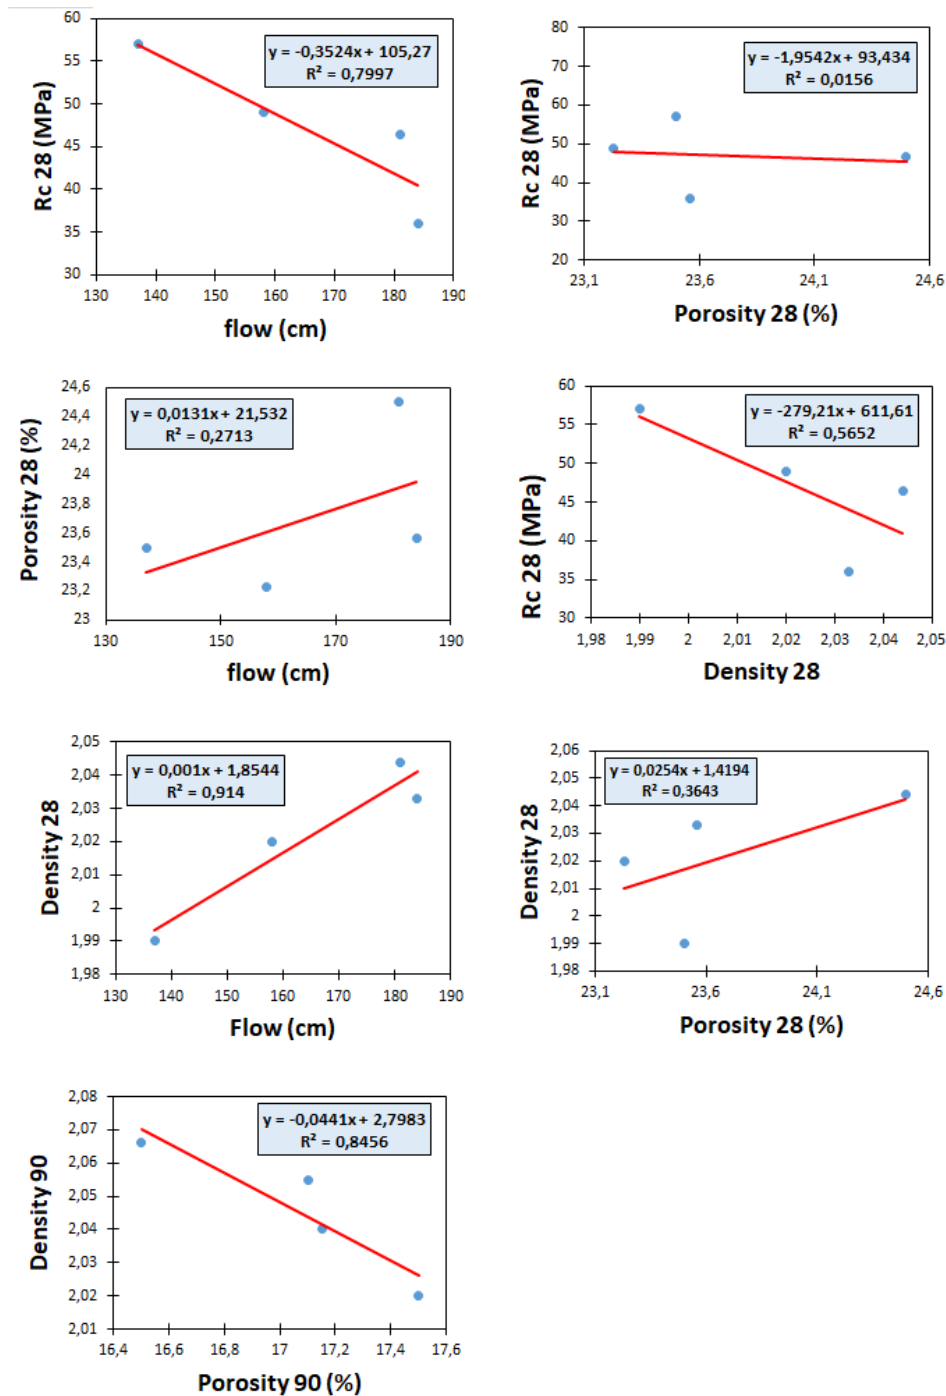 60
55
50
45
40
35
30
Rc 28 (MPa)
y = -0,3524x + 105,27
R² = 0,7997
130 140 150 160 170 180 190
flow (cm)
80
70
60
50
40
30
20
Rc 28 (MPa)
y = -1,9542x + 93,434
R² = 0,0156
23,1 23,6 24,1 24,6
Porosity 28 (%)
24,6
24,4
24,2
24
23,8
23,6
23,4
23,2
23
Porosity 28 (%)
y = 0,0131x + 21,532
R² = 0,2713
130 150 170 190
flow (cm)
60
55
50
45
40
35
30
Rc 28 (MPa)
y = -279,21x + 611,61
R² = 0,5652
1,98 1,99 2 2,01 2,02 2,03 2,04 2,05
Density 28
2,05
2,04
2,03
2,02
2,01
2
1,99
1,98
Density 28
y = 0,001x + 1,8544
R² = 0,914
130 140 150 160 170 180 190
Flow (cm)
2,06
2,05
2,04
2,03
2,02
2,01
2
1,99
1,98
Density 28
y = 0,0254x + 1,4194
R² = 0,3643
23,1 23,6 24,1 24,6
Porosity 28 (%)
2,08
2,07
2,06
2,05
2,04
2,03
2,02
2,01
Density 90
y = -0,0441x + 2,7983
R² = 0,8456
16,4 16,6 16,8 17 17,2 17,4 17,6
Porosity 90 (%)